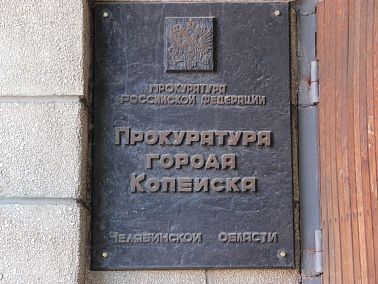 Прокуратура
Российской Федерации
Прокуратура
города
Копейска
Челябинской области